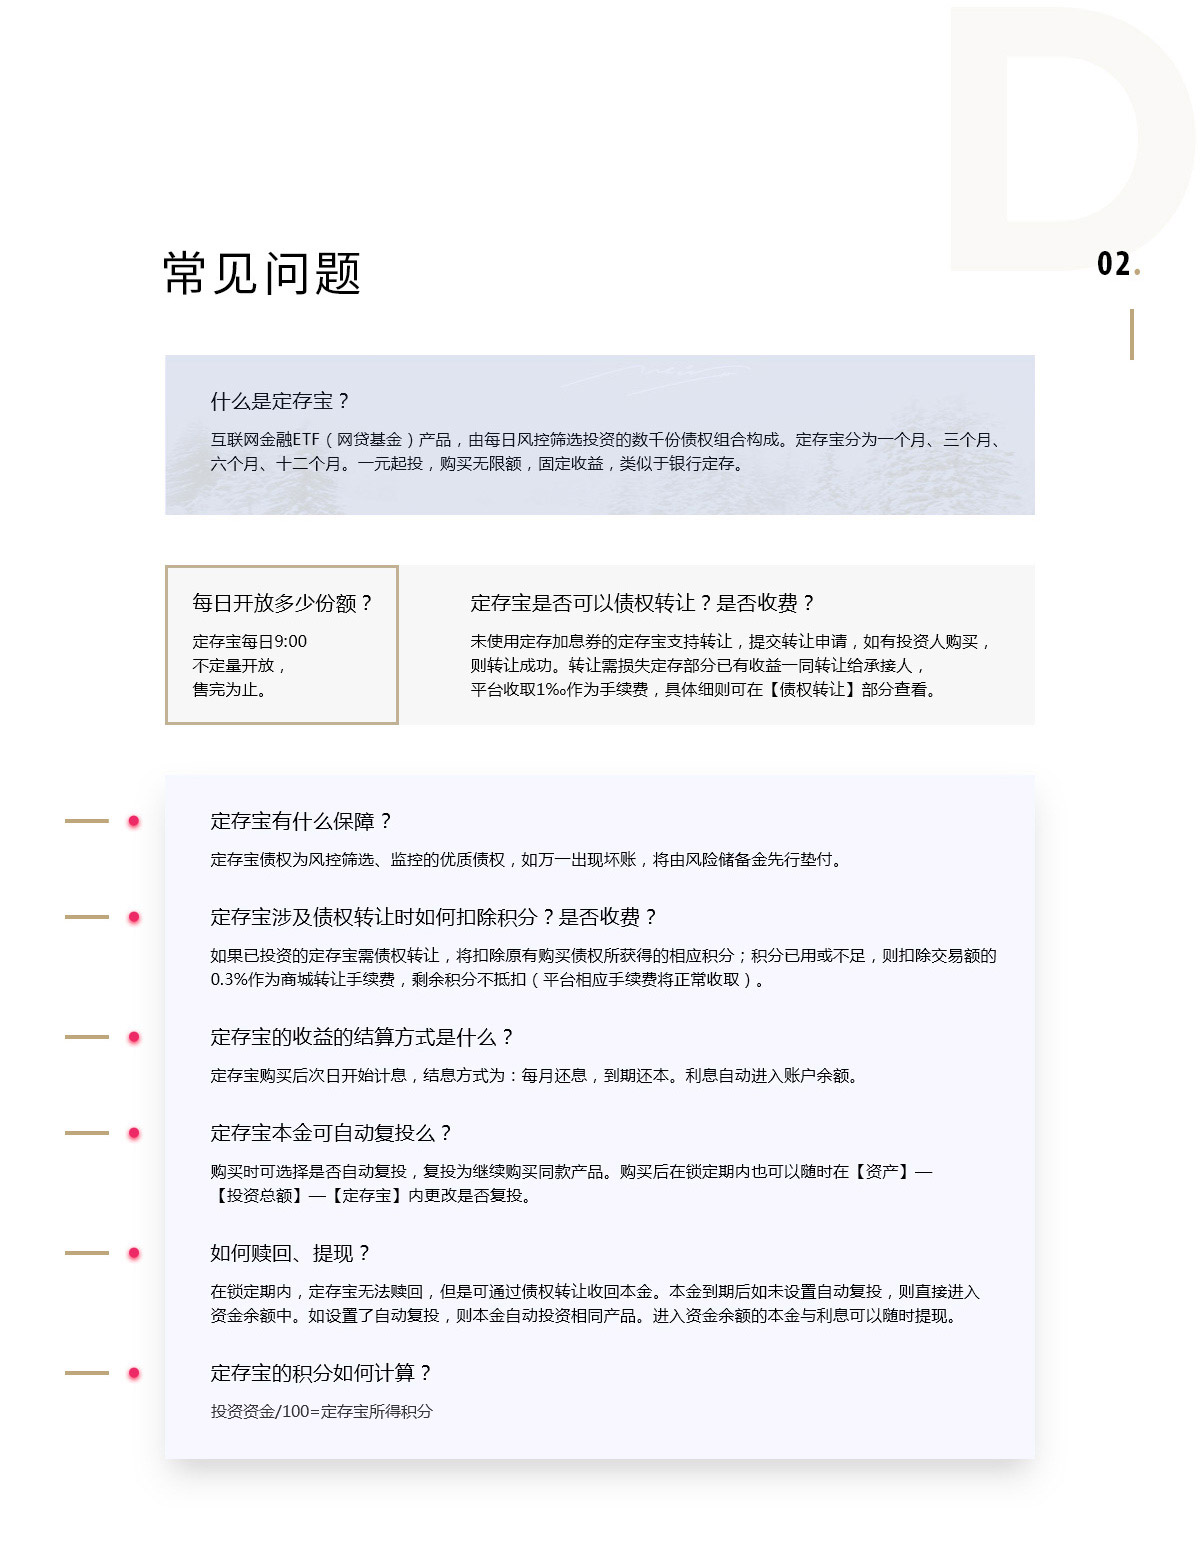 D
02.
常见问题
什么是定存宝？
互联网金融ETF（网贷基金）产品，由每日风控筛选投资的数千份债权组合构成。定存宝分为一个月、三个月、
六个月、十二个月。一元起投，购买无限额，固定收益，类似于银行定存。
每日开放多少份额？
定存宝每日9:00
不定量开放，
售完为止。
定存宝是否可以债权转让？是否收费？
未使用定存加息券的定存宝支持转让，提交转让申请，如有投资人购买，
则转让成功。转让需损失定存部分已有收益一同转让给承接人，
平台收取1‰作为手续费，具体细则可在【债权转让】部分查看。
定存宝有什么保障？
定存宝债权为风控筛选、监控的优质债权，如万一出现坏账，将由风险储备金先行垫付。
定存宝涉及债权转让时如何扣除积分？是否收费？
如果已投资的定存宝需债权转让，将扣除原有购买债权所获得的相应积分；积分已用或不足，则扣除交易额的
0.3%作为商城转让手续费，剩余积分不抵扣（平台相应手续费将正常收取）。
定存宝的收益的结算方式是什么？
定存宝购买后次日开始计息，结息方式为：每月还息，到期还本。利息自动进入账户余额。
定存宝本金可自动复投么？
购买时可选择是否自动复投，复投为继续购买同款产品。购买后在锁定期内也可以随时在【资产】—
【投资总额】—【定存宝】内更改是否复投。
如何赎回、提现？
在锁定期内，定存宝无法赎回，但是可通过债权转让收回本金。本金到期后如未设置自动复投，则直接进入
资金余额中。如设置了自动复投，则本金自动投资相同产品。进入资金余额的本金与利息可以随时提现。
定存宝的积分如何计算？
投资资金/100=定存宝所得积分